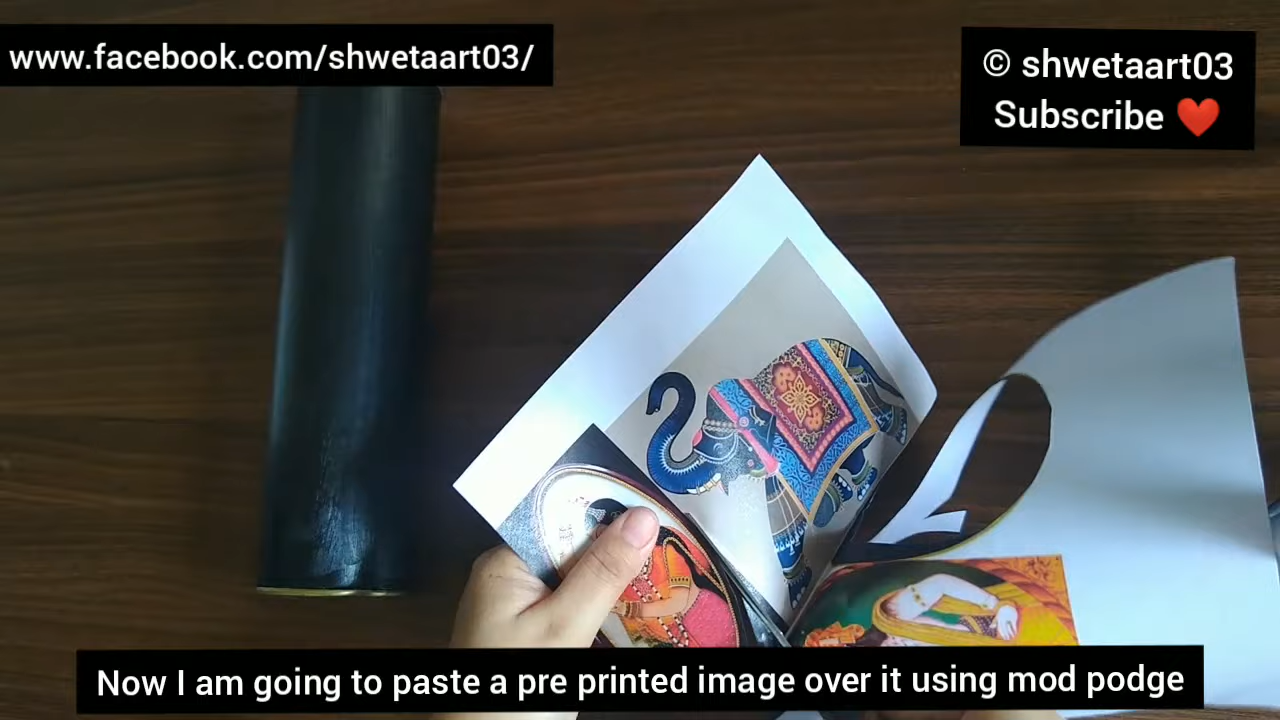 www.facebook.com/shwetaart03/
© shwetaart03
Subscribe ❤️
Now I am going to paste a pre printed image over it using mod podge